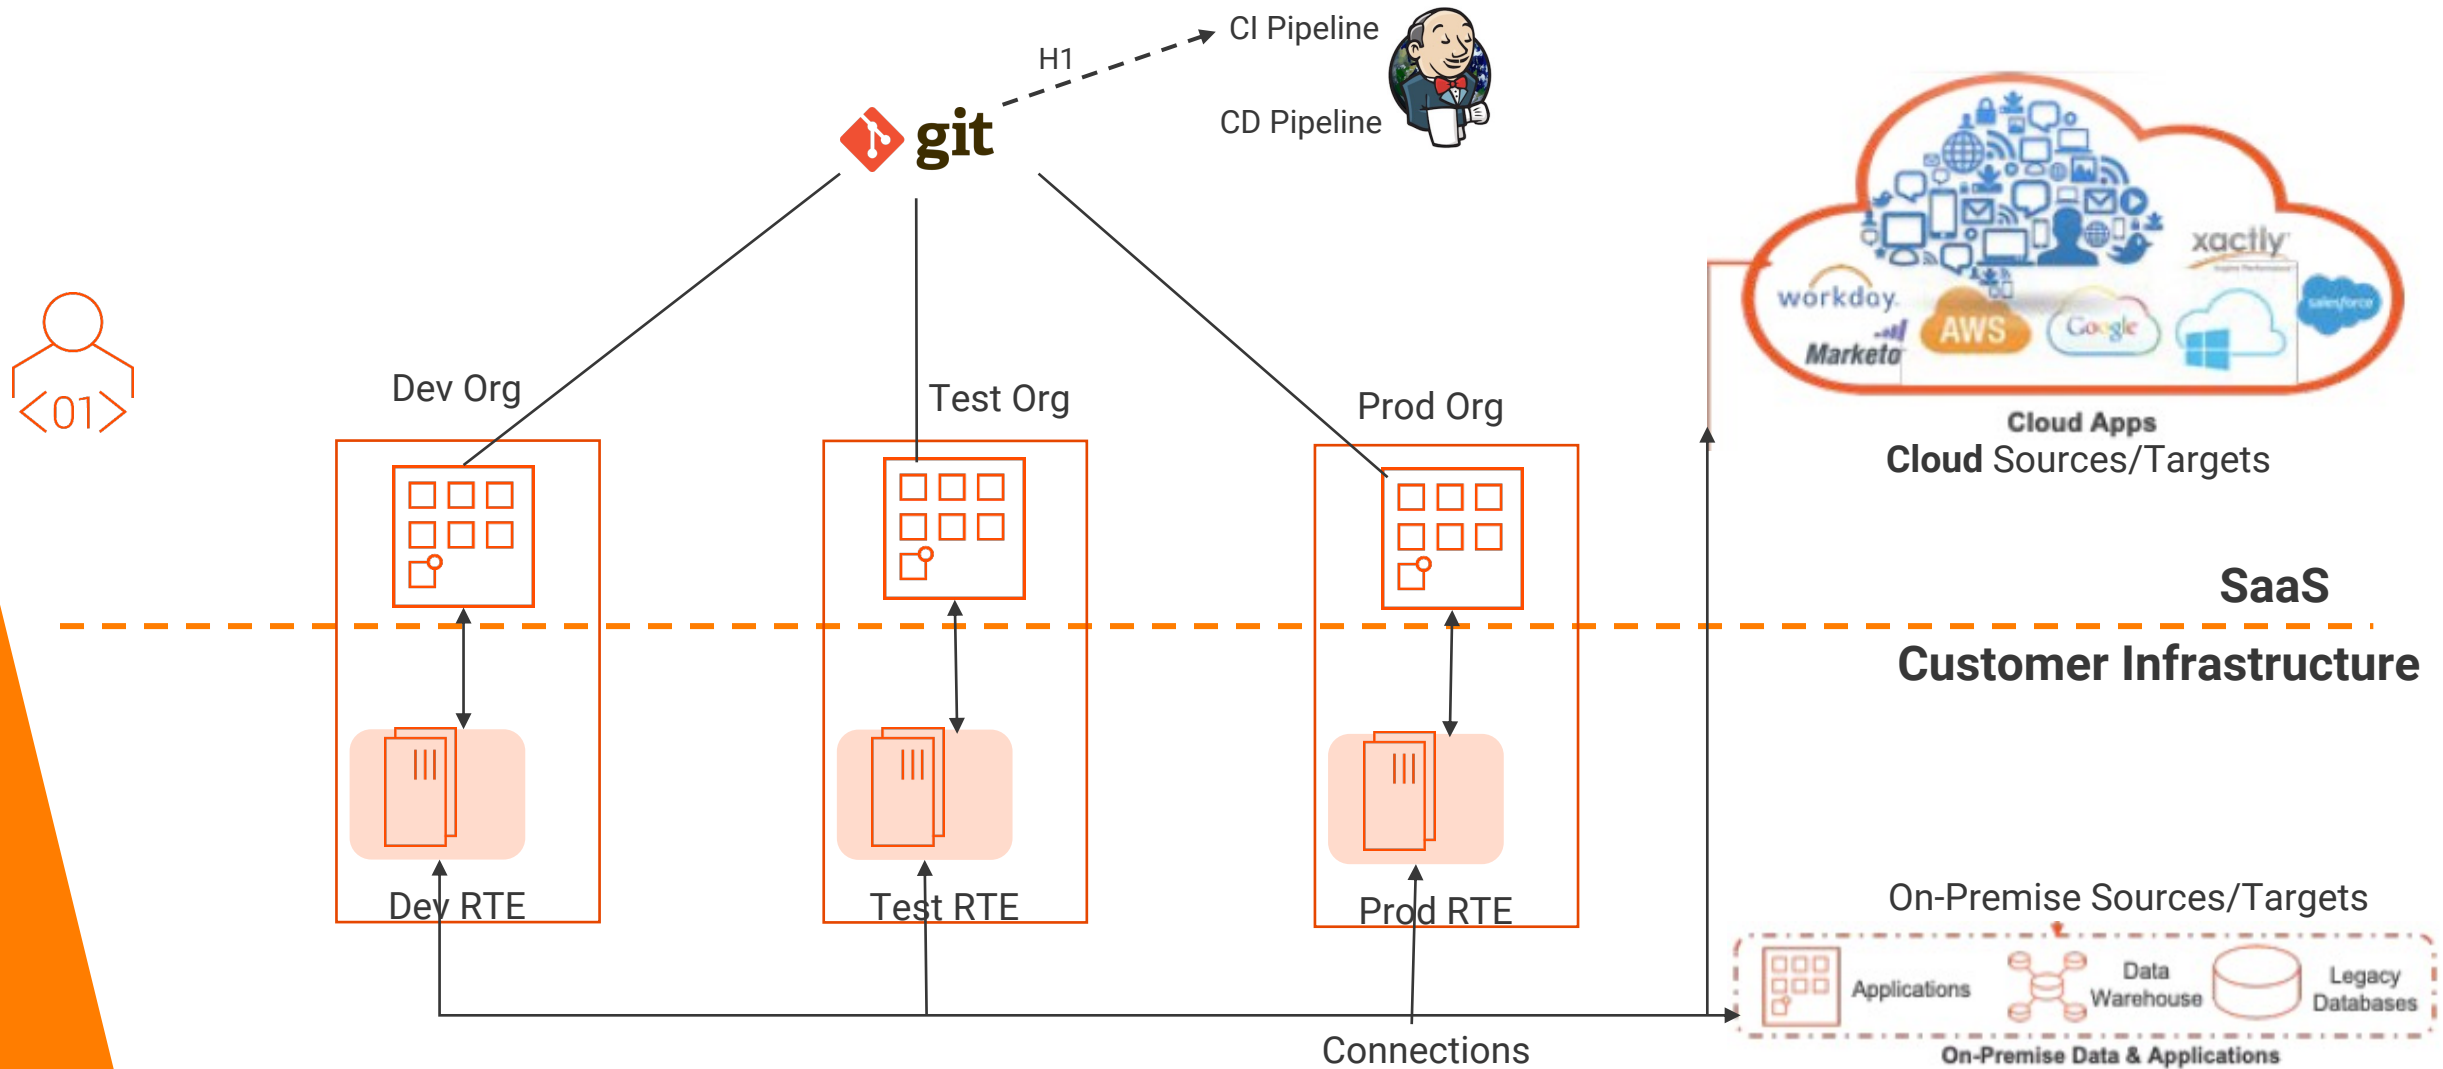 CI Pipeline
H1
CD Pipeline
git
xactly
workday.
salesforce
AWS
Google
Marketo
Dev Org
Test Org
Prod Org
<01>
Cloud Apps
Cloud Sources/Targets
SaaS
Customer Infrastructure
Dev RTE
Test RTE
Prod RTE
On-Premise Sources/Targets
Applications
Data
Warehouse
Legacy
Databases
Connections
On-Premise Data & Applications